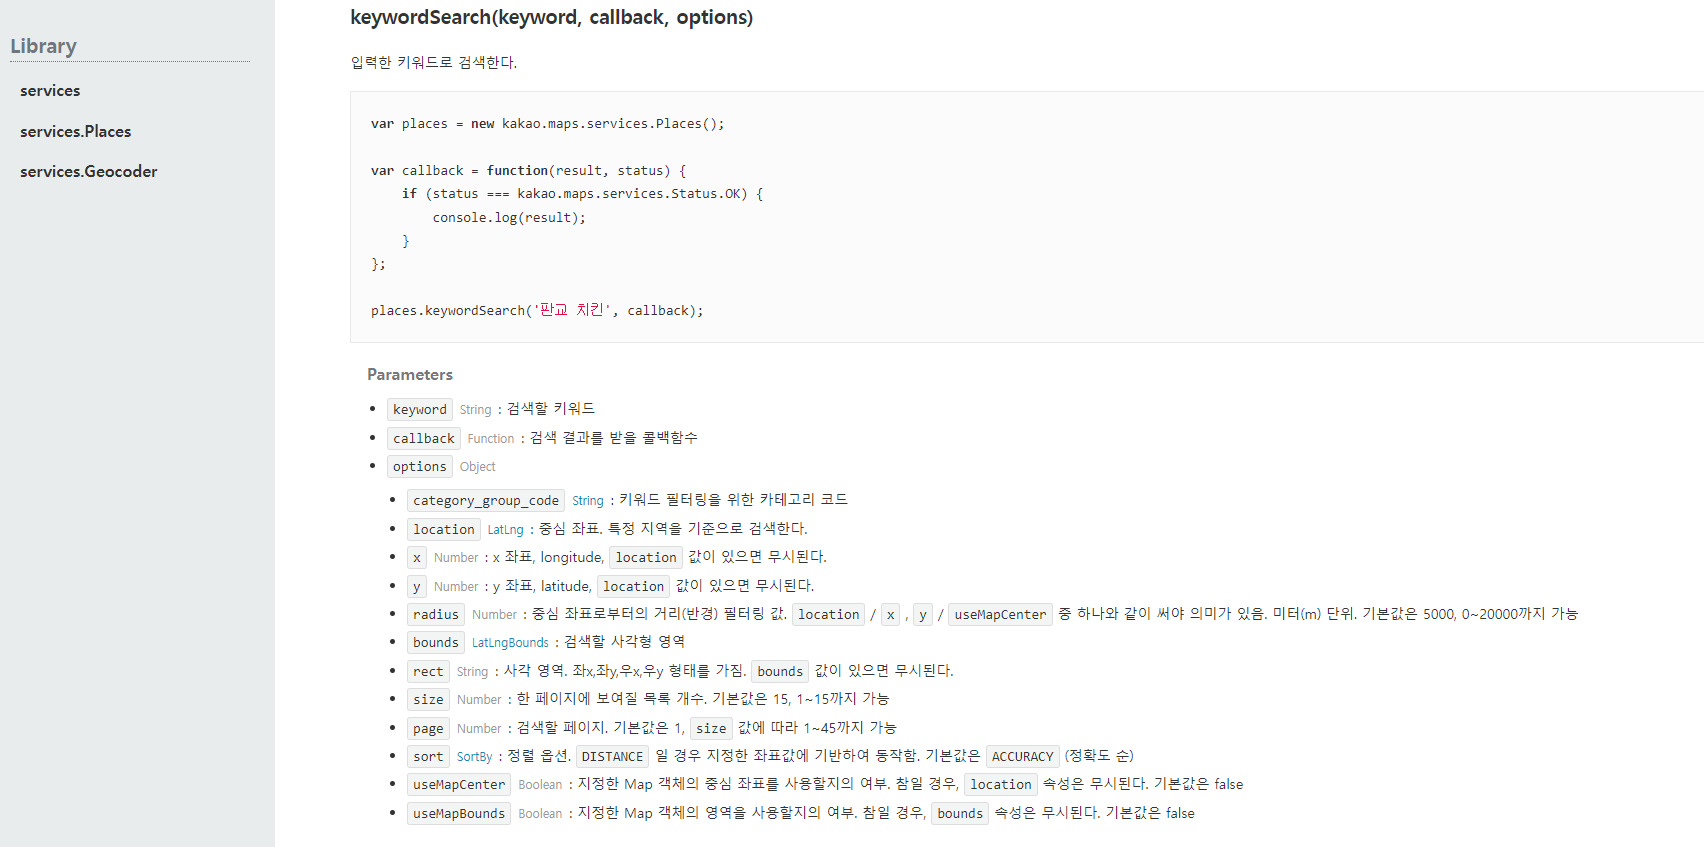 Library
services
services.Places
services.Geocoder
keywordSearch(keyword, callback, options)
입력한 키워드로 검색한다.
var places = new kakao.maps.services.Places();
var callback = function(result, status) {
if (status === kakao.maps.services.Status.OK) {
console.log(result);
}
};
places.keywordSearch('판교 치킨', callback);
Parameters
keyword String : 검색할 키워드
callback Function : 검색 결과를 받을 콜백함수
options Object
category_group_code String : 키워드 필터링을 위한 카테고리 코드
location LatLng : 중심 좌표. 특정 지역을 기준으로 검색한다.
x Number : x 좌표, longitude, location 값이 있으면 무시된다.
y Number : y 좌표, latitude, location 값이 있으면 무시된다.
radius Number : 중심 좌표로부터의 거리(반경) 필터링 값. location / x , y / useMapCenter 중 하나와 같이 써야 의미가 있음. 미터(m) 단위. 기본값은 5000, 0~20000까지 가능
bounds LatLngBounds : 검색할 사각형 영역
rect String : 사각 영역. 좌x,좌y,우x,우y 형태를 가짐. bounds 값이 있으면 무시된다.
size Number : 한 페이지에 보여질 목록 개수. 기본값은 15, 1~15까지 가능
page Number : 검색할 페이지. 기본값은 1, size 값에 따라 1~45까지 가능
sort SortBy : 정렬 옵션. DISTANCE 일 경우 지정한 좌표값에 기반하여 동작함. 기본값은 ACCURACY (정확도 순)
useMapCenter Boolean : 지정한 Map 객체의 중심 좌표를 사용할지의 여부. 참일 경우, location 속성은 무시된다. 기본값은 false
useMapBounds Boolean : 지정한 Map 객체의 영역을 사용할지의 여부. 참일 경우, bounds 속성은 무시된다. 기본값은 false